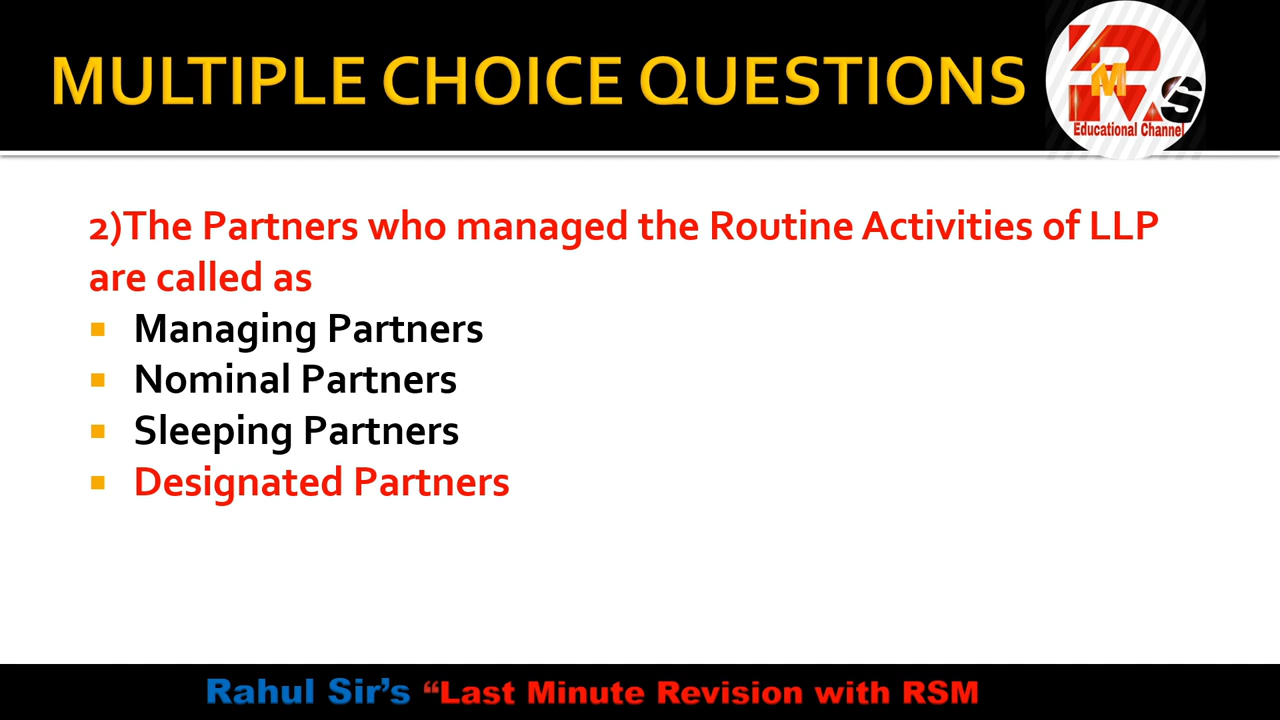 MULTIPLE CHOICE QUESTIONS
RMS
Educational Channel
2)The Partners who managed the Routine Activities of LLP
are called as
Managing Partners
Nominal Partners
Sleeping Partners
Designated Partners
Rahul Sir's “Last Minute Revision with RSM